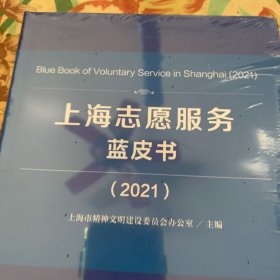 Blue Book of Voluntary Service in Shanghai (2021)
上海志愿服务
蓝皮书
（2021）
上海市精神文明建设委员会办公室／主编